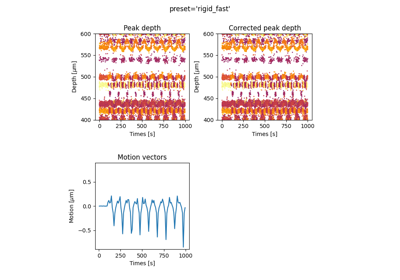 preset='rigid_fast'
Peak depth
Corrected peak depth
Depth [μm]
600
550
500
450
400
0
250
500
750
1000
Times [s]
Depth [μm]
600
550
500
450
400
0
250
500
750
1000
Times [s]
Motion vectors
Motion [μm]
0.5
0.0
−0.5
0
250
500
750
1000
Times [s]